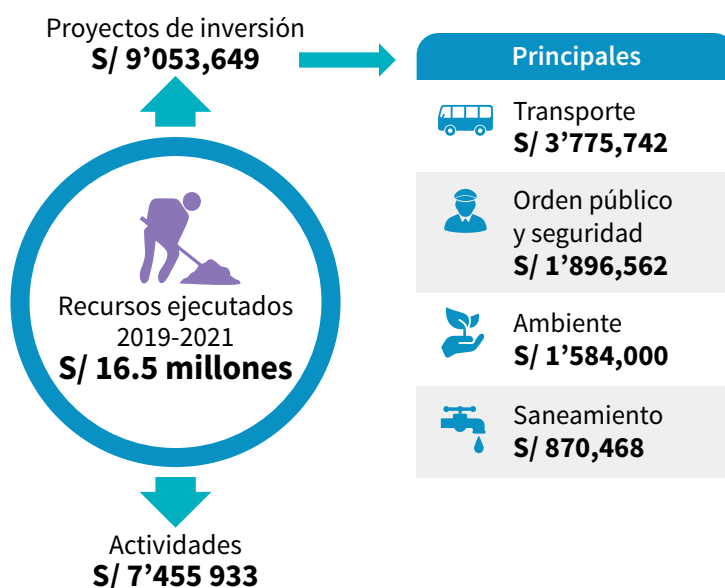 Proyectos de inversión
S/ 9’053,649
Principales
Transporte
S/ 3’775,742
Orden público
y seguridad
S/ 1’896,562
Ambiente
S/ 1’584,000
Saneamiento
S/ 870,468
Recursos ejecutados
2019-2021
S/ 16.5 millones
Actividades
S/ 7’455 933